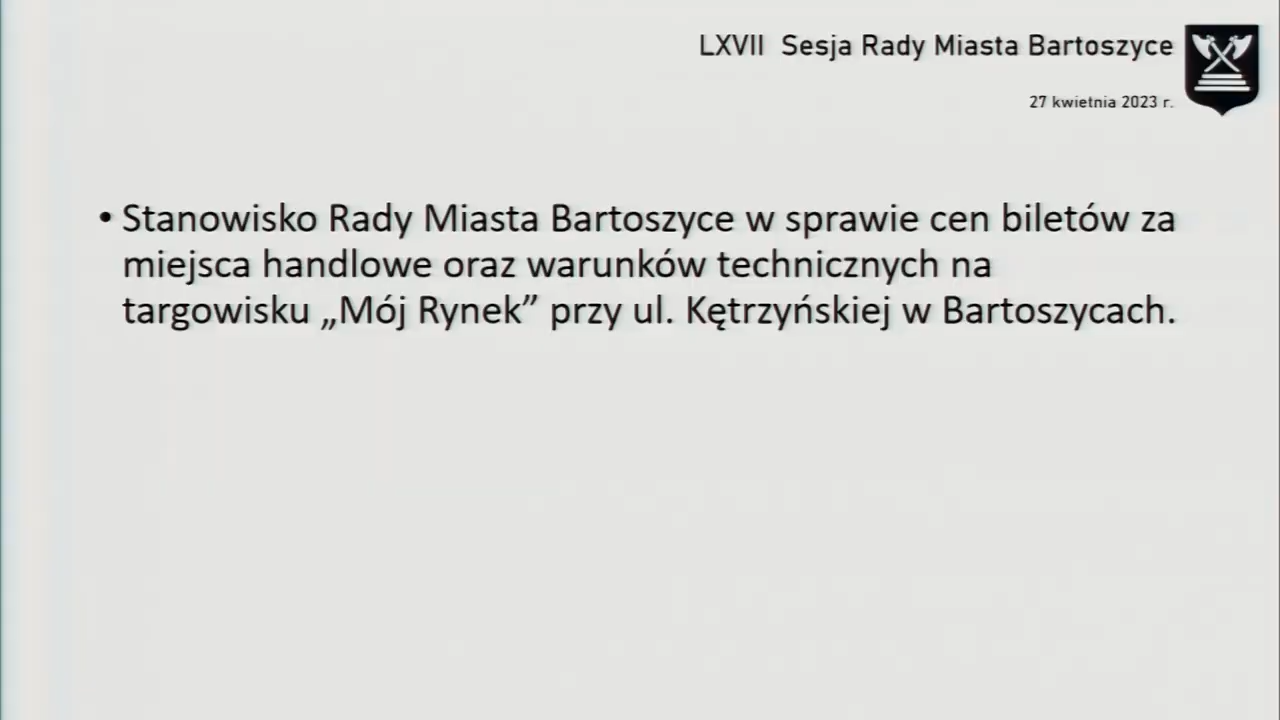 LXVII Sesja Rady Miasta Bartoszyce
27 kwietnia 2023 r.
• Stanowisko Rady Miasta Bartoszyce w sprawie cen biletów za
miejsca handlowe oraz warunków technicznych na
targowisku „Mój Rynek” przy ul. Kętrzyńskiej w Bartoszycach.